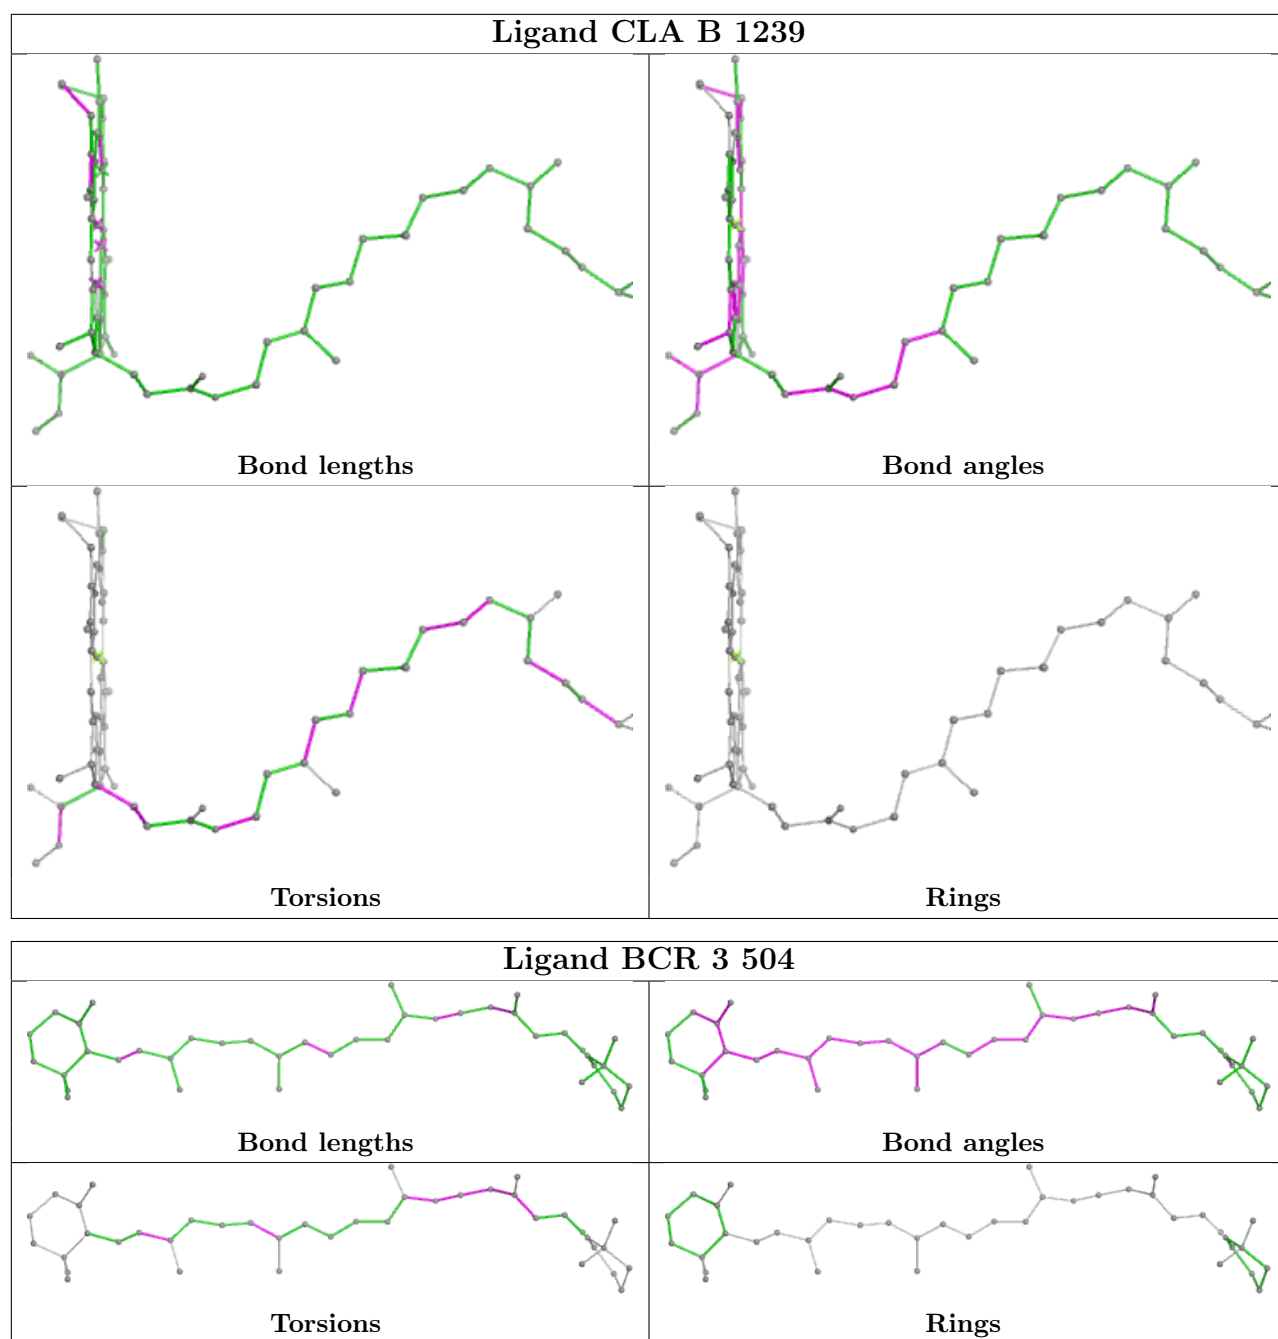 Ligand CLA B 1239
Bond lengths
Bond angles
Torsions
Rings
Ligand BCR 3 504
Bond lengths
Bond angles
Torsions
Rings